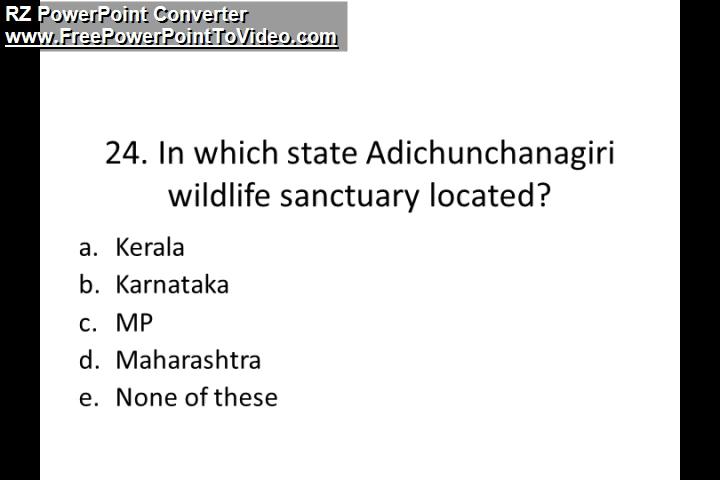 RZ PowerPoint Converter
www.FreePowerPointToVideo.com
24. In which state Adichunchanagiri
wildlife sanctuary located?
a. Kerala
b. Karnataka
c. MP
d. Maharashtra
e. None of these